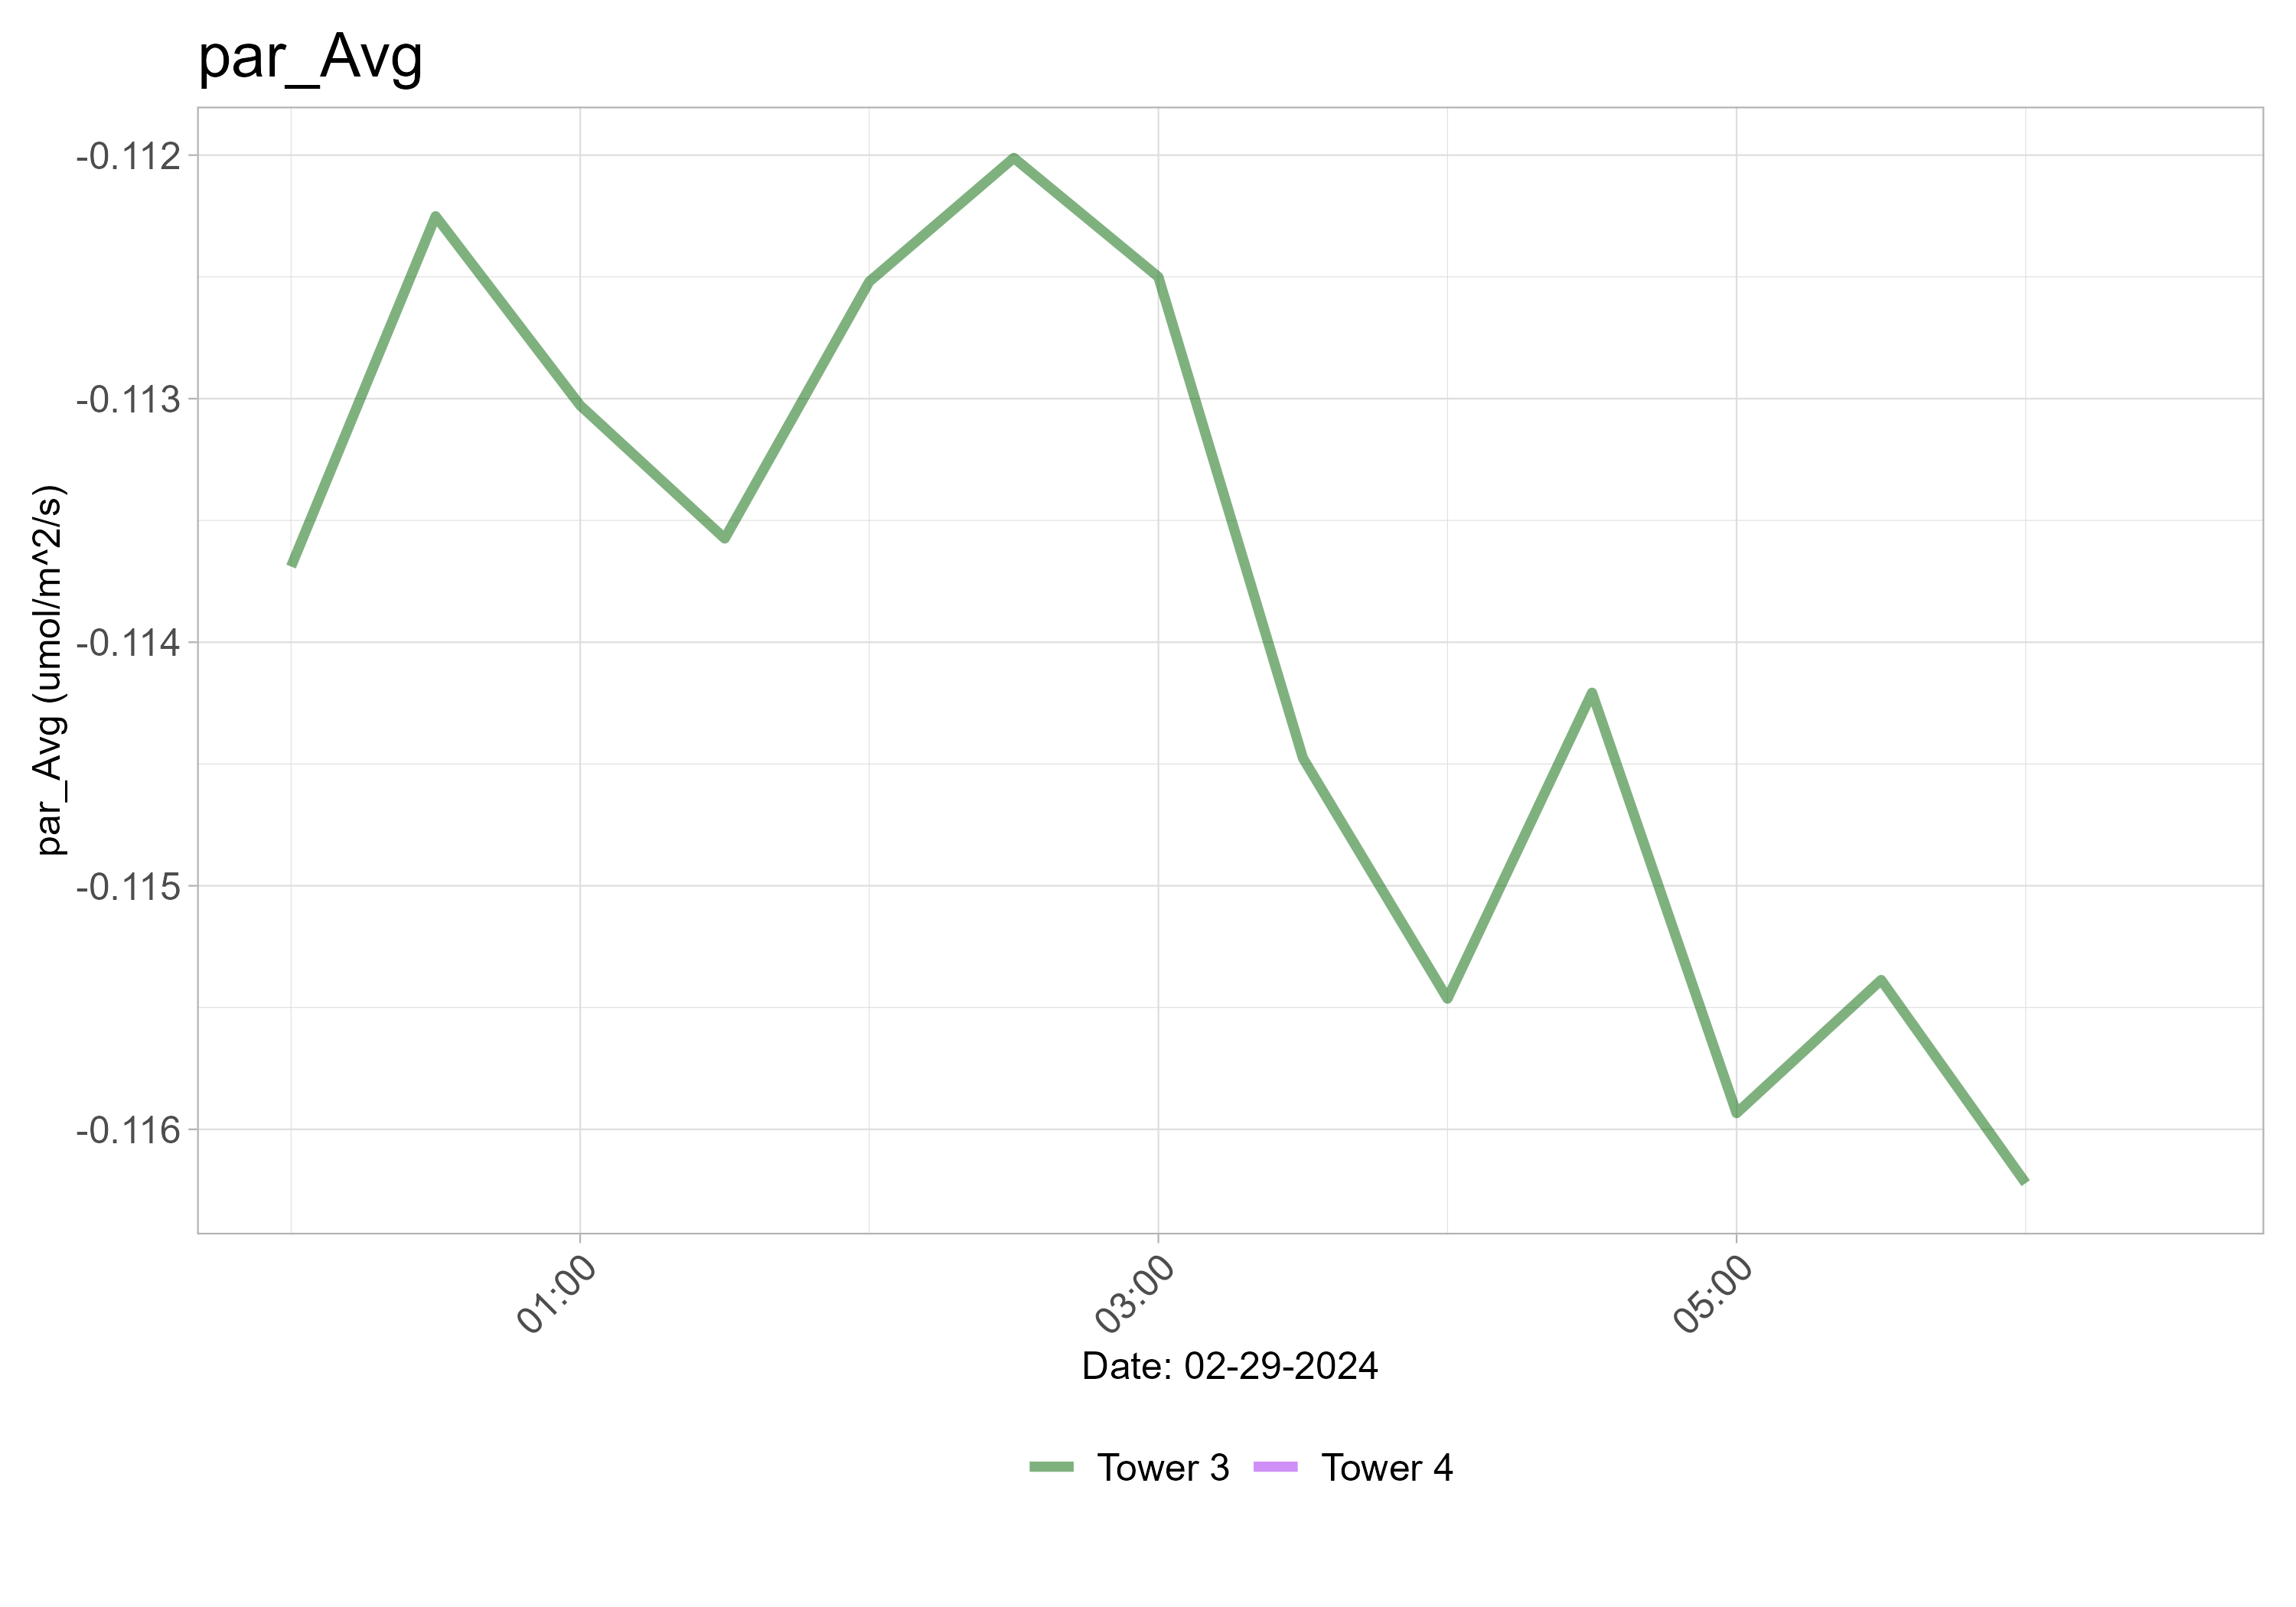 par_Avg
par_Avg (umol/m^2/s)
-0.112
-0.113
-0.114
-0.115
-0.116
01:00
03:00
05:00
Date: 02-29-2024
Tower 3
Tower 4